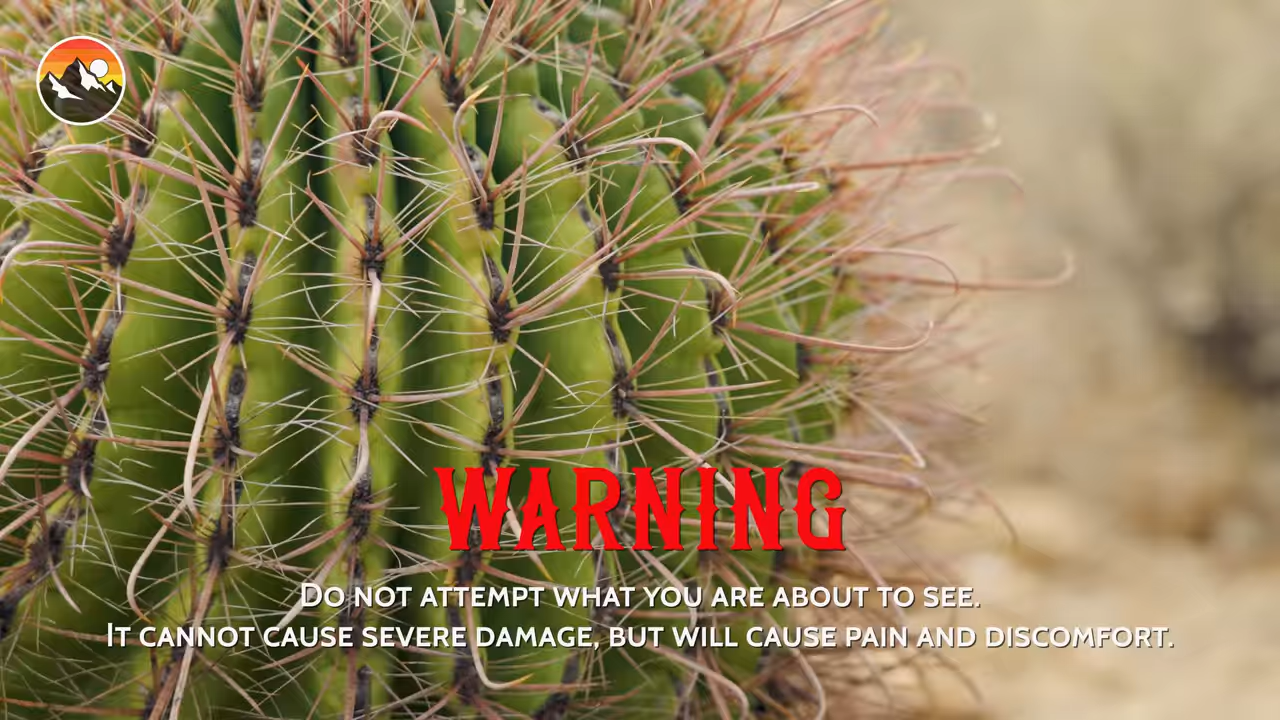 WARNING
Do not attempt what you are about to see.
It cannot cause severe damage, but will cause pain and discomfort.